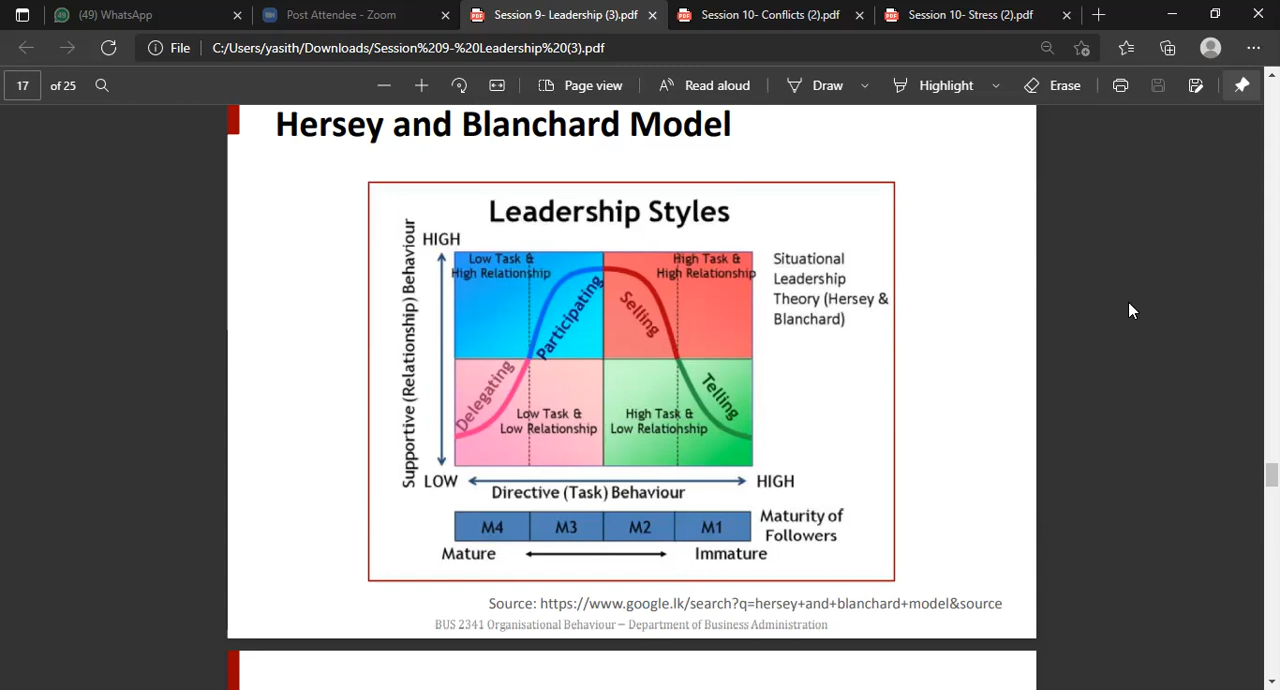 (49) WhatsApp
Post Attendee - Zoom
Session 9- Leadership (3).pdf
Session 10- Conflicts (2).pdf
Session 10- Stress (2).pdf
File
C:/Users/yasith/Downloads/Session%209-%20Leadership%20(3).pdf
17 of 25
Page view
Read aloud
Draw
Highlight
Erase
Hersey and Blanchard Model
Leadership Styles
Supportive (Relationship) Behaviour
HIGH
Low Task &
High Relationship
High Task &
High Relationship
Situational
Leadership
Theory (Hersey &
Blanchard)
Participating
Selling
Delegating
Telling
Low Task &
Low Relationship
High Task &
Low Relationship
LOW
HIGH
Directive (Task) Behaviour
M4 M3 M2 M1
Maturity of
Followers
Mature
Immature
Source: https://www.google.lk/search?q=hersey+and+blanchard+model&source
BUS 2341 Organisational Behaviour – Department of Business Administration